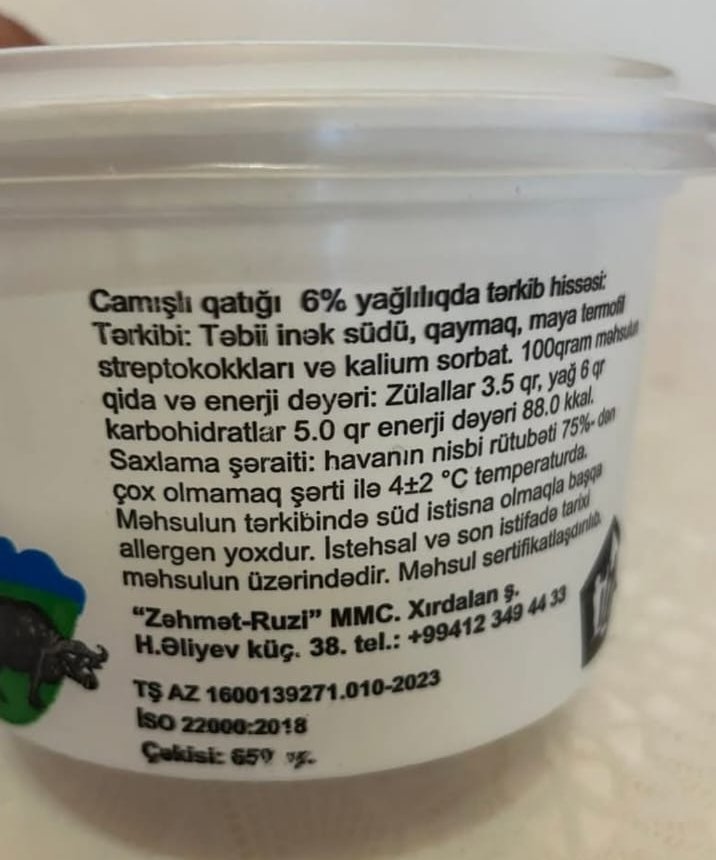 Camışlı qatığı 6% yağlılıqda tərkib hissəsi:
Tərkibi: Təbii inək südü, qaymaq, maya termofil
streptokokkları və kalium sorbat. 100qram məhsulun
qida və enerji dəyəri: Zülallar 3.5 qr, yağ 6 qr
karbohidratlar 5.0 qr enerji dəyəri 88.0 kkal.
Saxlama şəraiti: havanın nisbi rütubəti 75%-dən
çox olmamaq şərti ilə 4±2 °C temperaturda.
Məhsulun tərkibində süd istisna olmaqla başqa
allergen yoxdur. İstehsal və son istifadə tarixi
məhsulun üzərindədir. Məhsul sertifikatlaşdırılıb.
"Zəhmət-Ruzi" MMC. Xırdalan ş.
H.Əliyev küç. 38. tel.: +99412 349 44 33
TŞ AZ 1600139271.010-2023
İSO 22000:2018
Çəkisi: 650